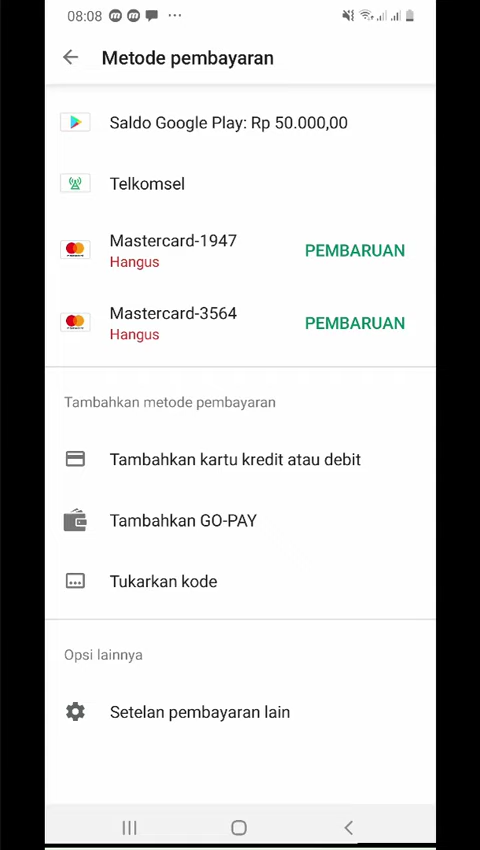 08:08
Metode pembayaran
Saldo Google Play: Rp 50.000,00
Telkomsel
Mastercard-1947
Hangus
PEMBARUAN
Mastercard-3564
Hangus
PEMBARUAN
Tambahkan metode pembayaran
Tambahkan kartu kredit atau debit
Tambahkan GO-PAY
Tukarkan kode
Opsi lainnya
Setelan pembayaran lain